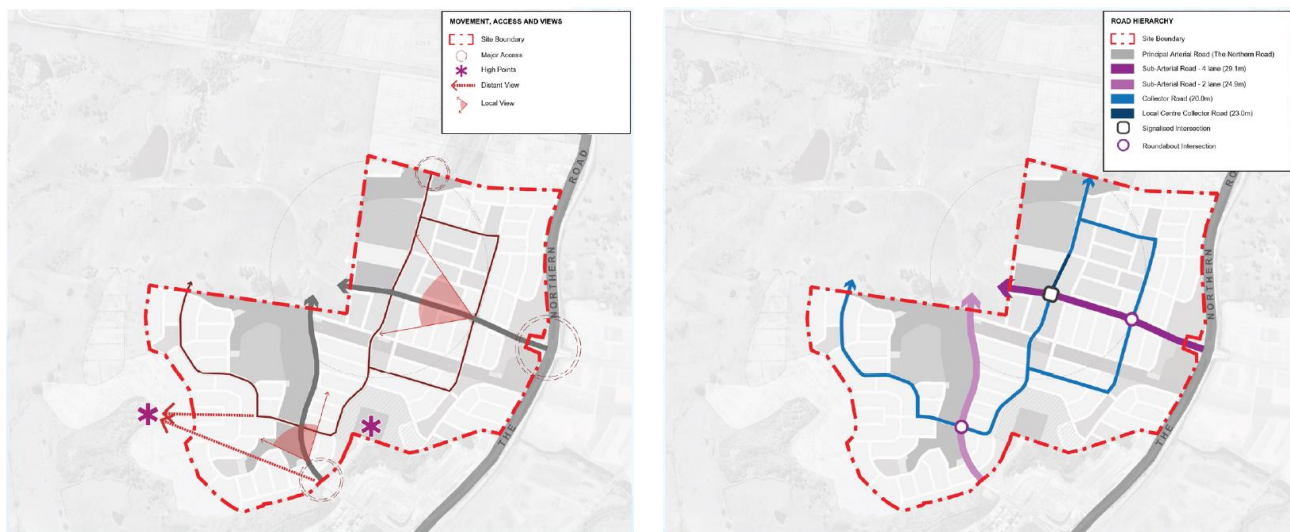 MOVEMENT, ACCESS AND VIEWS
Site Boundary
Major Access
High Points
Distant View
Local View
THE NORTHERN ROAD
ROAD HIERARCHY
Site Boundary
Principal Arterial Road (The Northern Road)
Sub-Arterial Road - 4 lane (29.1m)
Sub-Arterial Road - 2 lane (24.9m)
Collector Road (20.0m)
Local Centre Collector Road (23.0m)
Signalised Intersection
Roundabout Intersection
THE NORTHERN RO